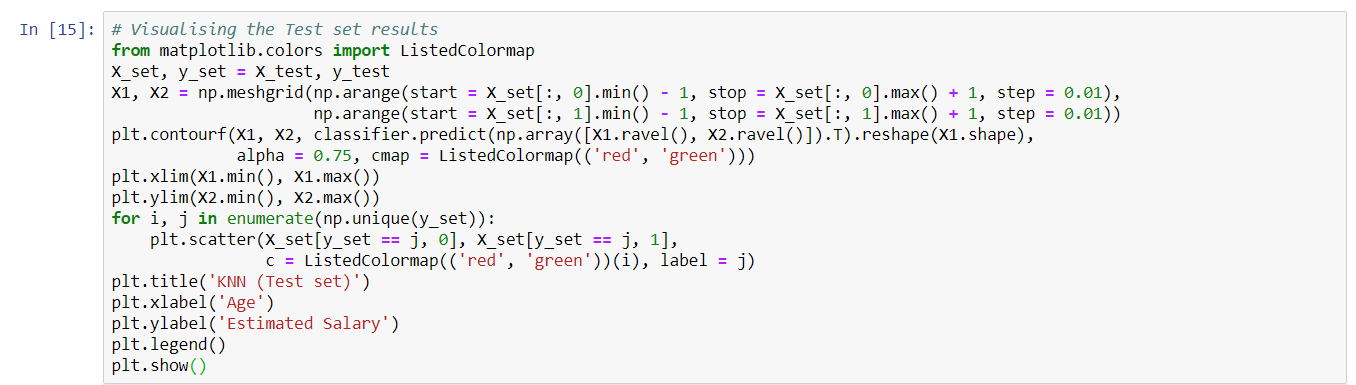 In [15]: # Visualising the Test set results
from matplotlib.colors import ListedColormap
X_set, y_set = X_test, y_test
X1, X2 = np.meshgrid(np.arange(start = X_set[:, 0].min() - 1, stop = X_set[:, 0].max() + 1, step = 0.01),
                     np.arange(start = X_set[:, 1].min() - 1, stop = X_set[:, 1].max() + 1, step = 0.01))
plt.contourf(X1, X2, classifier.predict(np.array([X1.ravel(), X2.ravel()]).T).reshape(X1.shape),
             alpha = 0.75, cmap = ListedColormap(('red', 'green')))
plt.xlim(X1.min(), X1.max())
plt.ylim(X2.min(), X2.max())
for i, j in enumerate(np.unique(y_set)):
    plt.scatter(X_set[y_set == j, 0], X_set[y_set == j, 1],
                c = ListedColormap(('red', 'green'))(i), label = j)
plt.title('KNN (Test set)')
plt.xlabel('Age')
plt.ylabel('Estimated Salary')
plt.legend()
plt.show()